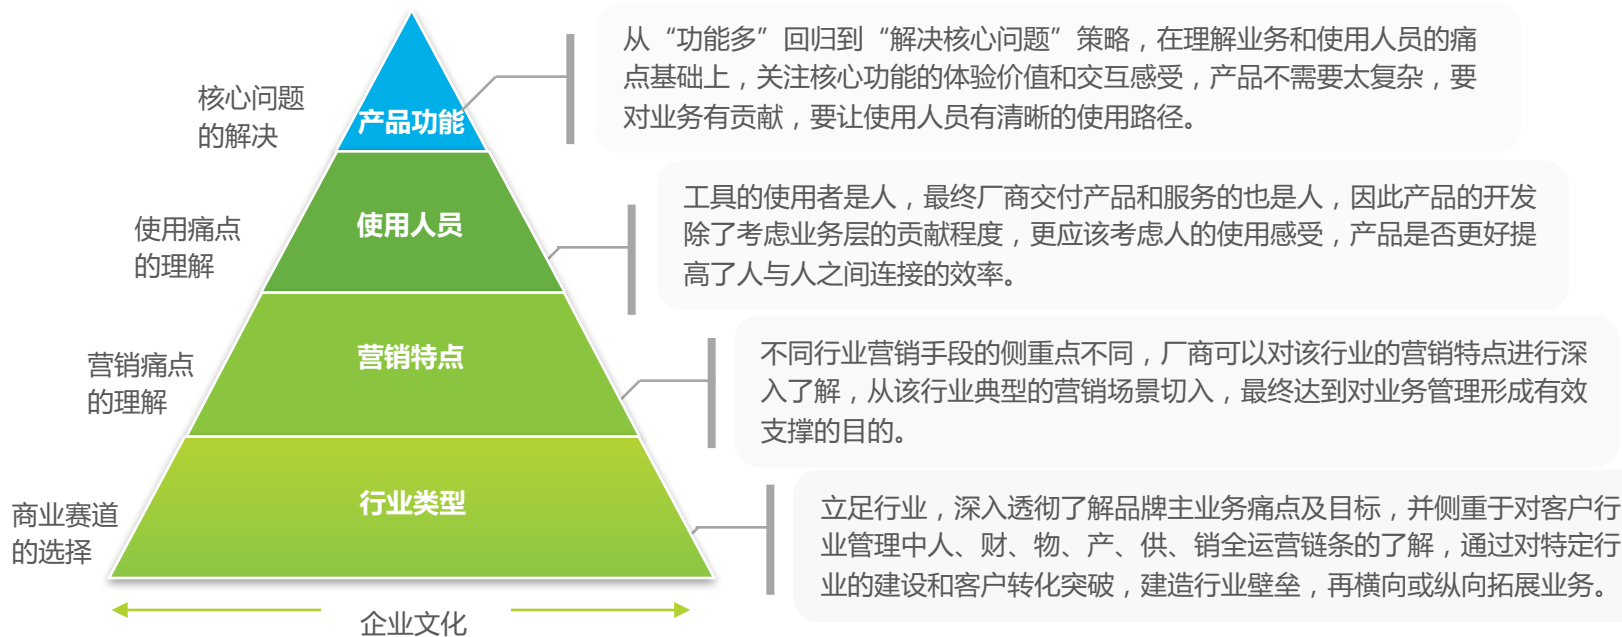 核心问题
的解决
产品功能
从“功能多”回归到“解决核心问题”策略，在理解业务和使用人员的痛
点基础上，关注核心功能的体验价值和交互感受，产品不需要太复杂，要
对业务有贡献，要让使用人员有清晰的使用路径。
使用痛点
的理解
使用人员
工具的使用者是人，最终厂商交付产品和服务的也是人，因此产品的开发
除了考虑业务层的贡献程度，更应该考虑人的使用感受，产品是否更好提
高了人与人之间连接的效率。
营销痛点
的理解
营销特点
不同行业营销手段的侧重点不同，厂商可以对该行业的营销特点进行深
入了解，从该行业典型的营销场景切入，最终达到对业务管理形成有效
支撑的目的。
商业赛道
的选择
行业类型
立足行业，深入透彻了解品牌主业务痛点及目标，并侧重于对客户行
业管理中人、财、物、产、供、销全运营链条的了解，通过对特定行
业的建设和客户转化突破，建造行业壁垒，再横向或纵向拓展业务。
企业文化